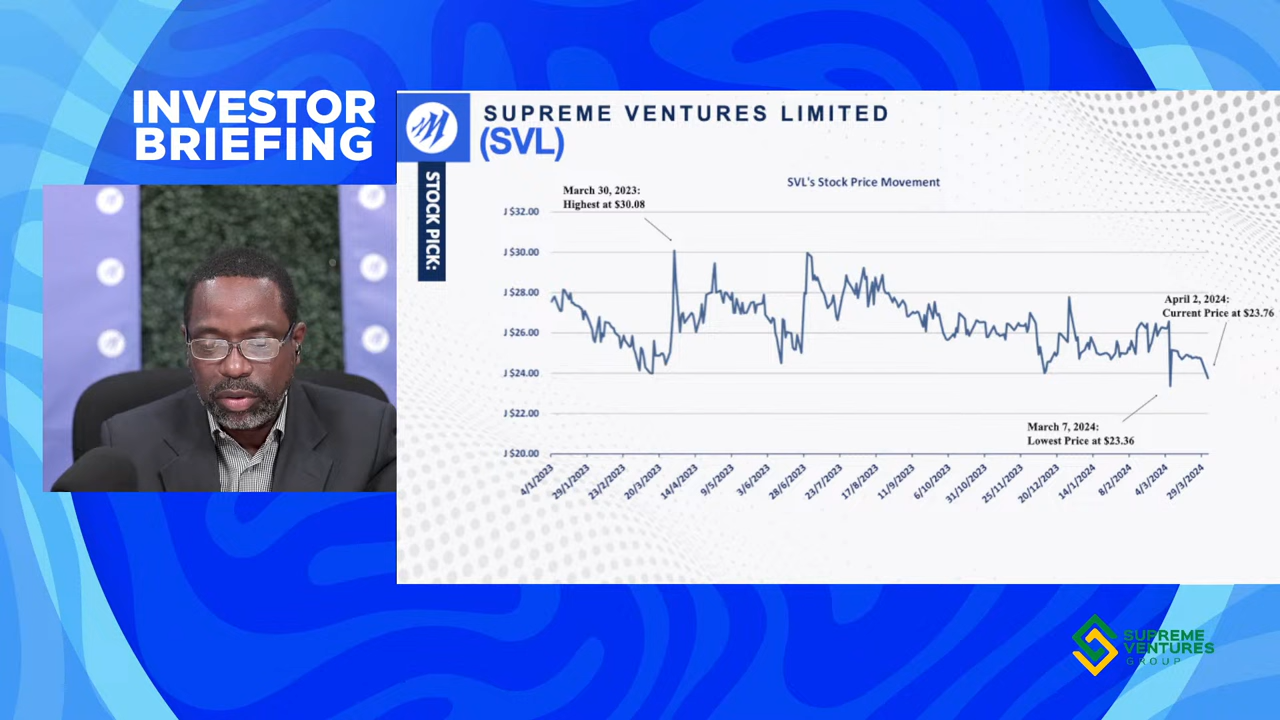 INVESTOR
BRIEFING
SUPREME VENTURES LIMITED
(SVL)
STOCK PICK:
SVL's Stock Price Movement
March 30, 2023:
Highest at $30.08
J $32.00
J $30.00
J $28.00
J $26.00
J $24.00
J $22.00
J $20.00
April 2, 2024:
Current Price at $23.76
March 7, 2024:
Lowest Price at $23.36
4/1/2023
29/1/2023
23/2/2023
20/3/2023
14/4/2023
9/5/2023
3/6/2023
28/6/2023
23/7/2023
17/8/2023
11/9/2023
6/10/2023
31/10/2023
25/11/2023
20/12/2023
14/1/2024
8/2/2024
4/3/2024
29/3/2024
SUPREME
VENTURES
GROUP